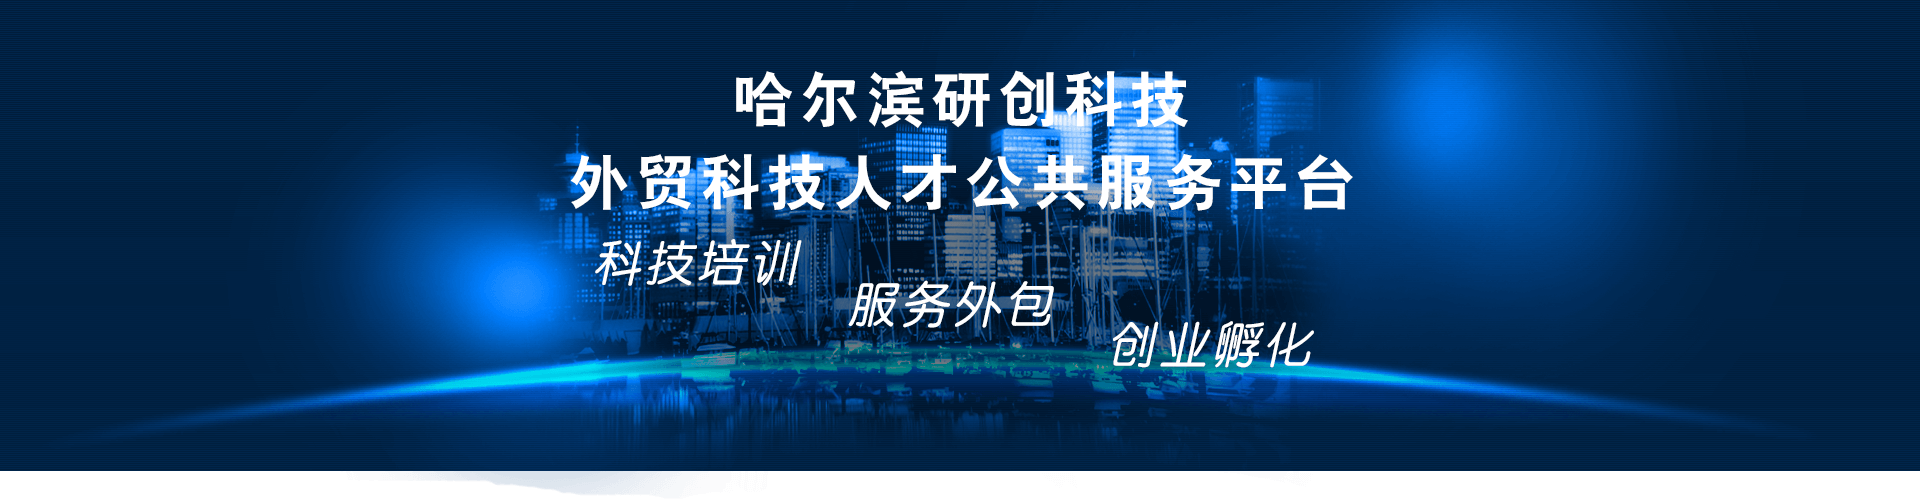 哈尔滨研创科技
外贸科技人才公共服务平台
科技培训
服务外包
创业孵化